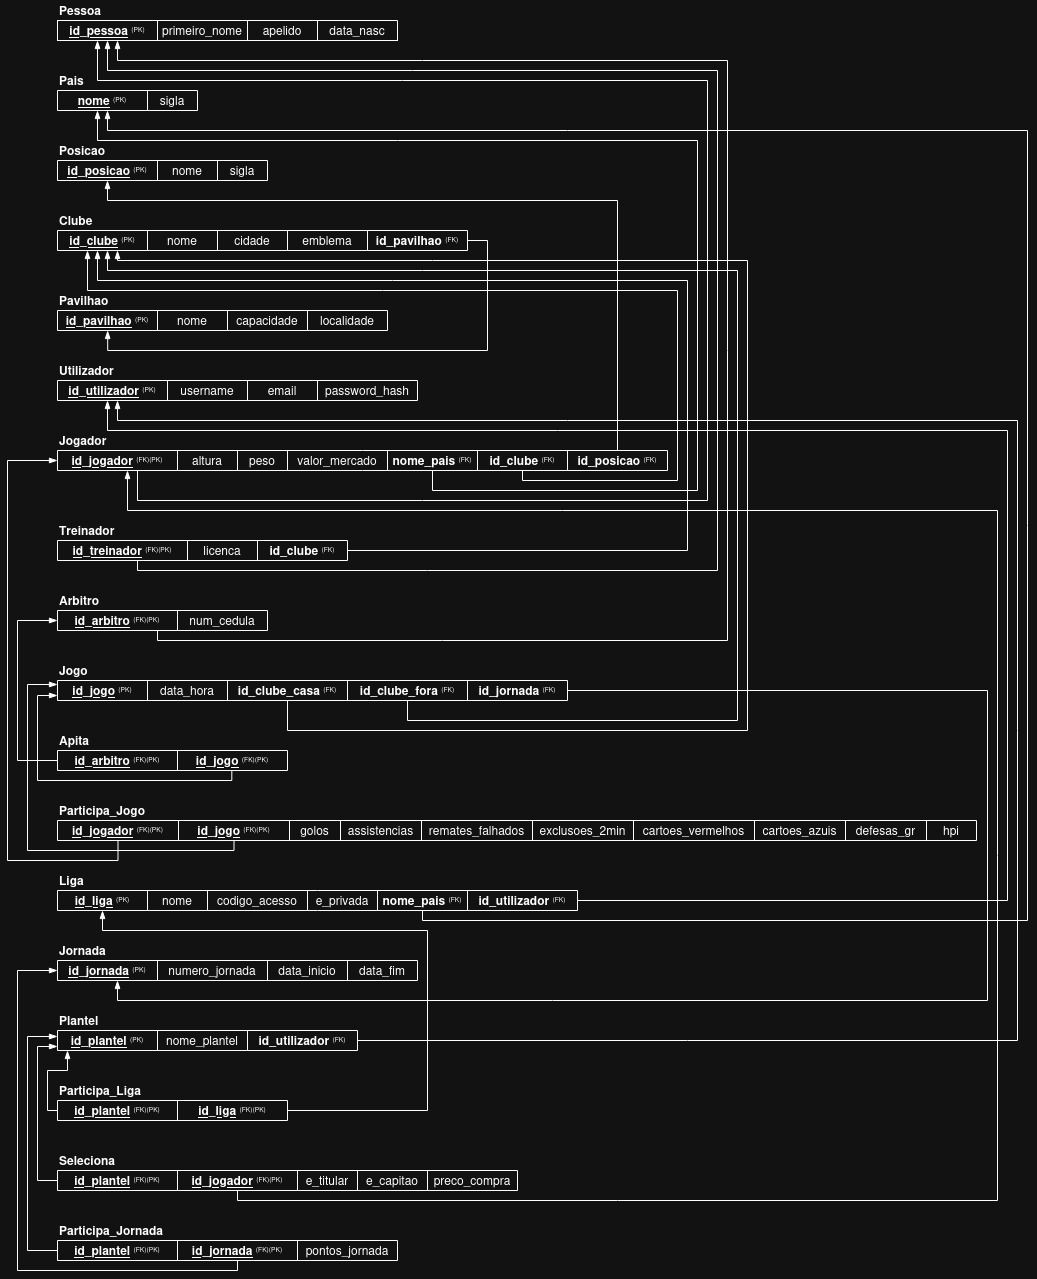 Pessoa
id_pessoa (PK) primeiro_nome apelido data_nasc
Pais
nome (PK) sigla
Posicao
id_posicao (PK) nome sigla
Clube
id_clube (PK) nome cidade emblema id_pavilhao (FK)
Pavilhao
id_pavilhao (PK) nome capacidade localidade
Utilizador
id_utilizador (PK) username email password_hash
Jogador
id_jogador (FK)(PK) altura peso valor_mercado nome_pais (FK) id_clube (FK) id_posicao (FK)
Treinador
id_treinador (FK)(PK) licenca id_clube (FK)
Arbitro
id_arbitro (FK)(PK) num_cedula
Jogo
id_jogo (PK) data_hora id_clube_casa (FK) id_clube_fora (FK) id_jornada (FK)
Apita
id_arbitro (FK)(PK) id_jogo (FK)(PK)
Participa_Jogo
id_jogador (FK)(PK) id_jogo (FK)(PK) golos assistencias remates_falhados exclusoes_2min cartoes_vermelhos cartoes_azuis defesas_gr hpi
Liga
id_liga (PK) nome codigo_acesso e_privada nome_pais (FK) id_utilizador (FK)
Jornada
id_jornada (PK) numero_jornada data_inicio data_fim
Plantel
id_plantel (PK) nome_plantel id_utilizador (FK)
Participa_Liga
id_plantel (FK)(PK) id_liga (FK)(PK)
Seleciona
id_plantel (FK)(PK) id_jogador (FK)(PK) e_titular e_capitao preco_compra
Participa_Jornada
id_plantel (FK)(PK) id_jornada (FK)(PK) pontos_jornada